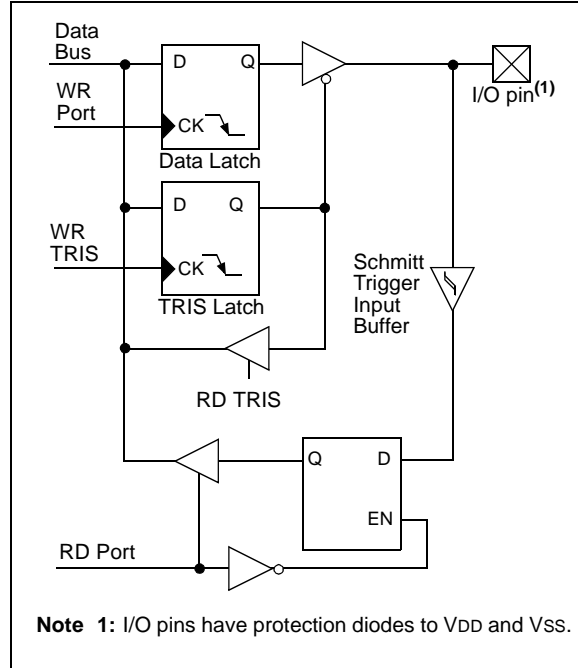 Data
Bus
D Q
WR
Port
I/O pin(1)
CK
Data Latch
D Q
WR
TRIS
CK
TRIS Latch
Schmitt
Trigger
Input
Buffer
RD TRIS
Q D
EN
RD Port
Note 1: I/O pins have protection diodes to VDD and VSS.